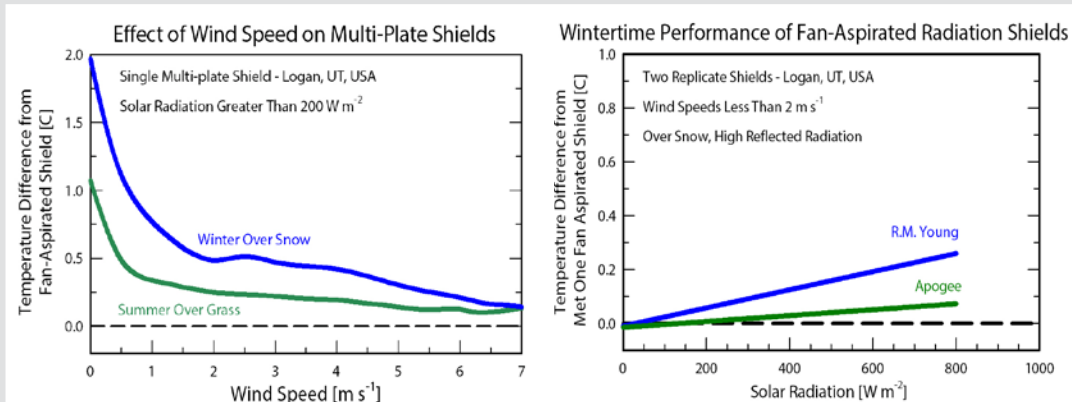 Effect of Wind Speed on Multi-Plate Shields
Temperature Difference from
Fan-Aspirated Shield [C]
2.0
1.5
1.0
0.5
0.0
Single Multi-plate Shield - Logan, UT, USA
Solar Radiation Greater Than 200 W m⁻²
Winter Over Snow
Summer Over Grass
0 1 2 3 4 5 6 7
Wind Speed [m s⁻¹]
Wintertime Performance of Fan-Aspirated Radiation Shields
Temperature Difference from
Met One Fan Aspirated Shield [C]
1.0
0.8
0.6
0.4
0.2
0.0
Two Replicate Shields - Logan, UT, USA
Wind Speeds Less Than 2 m s⁻¹
Over Snow, High Reflected Radiation
R.M. Young
Apogee
0 200 400 600 800 1000
Solar Radiation [W m⁻²]